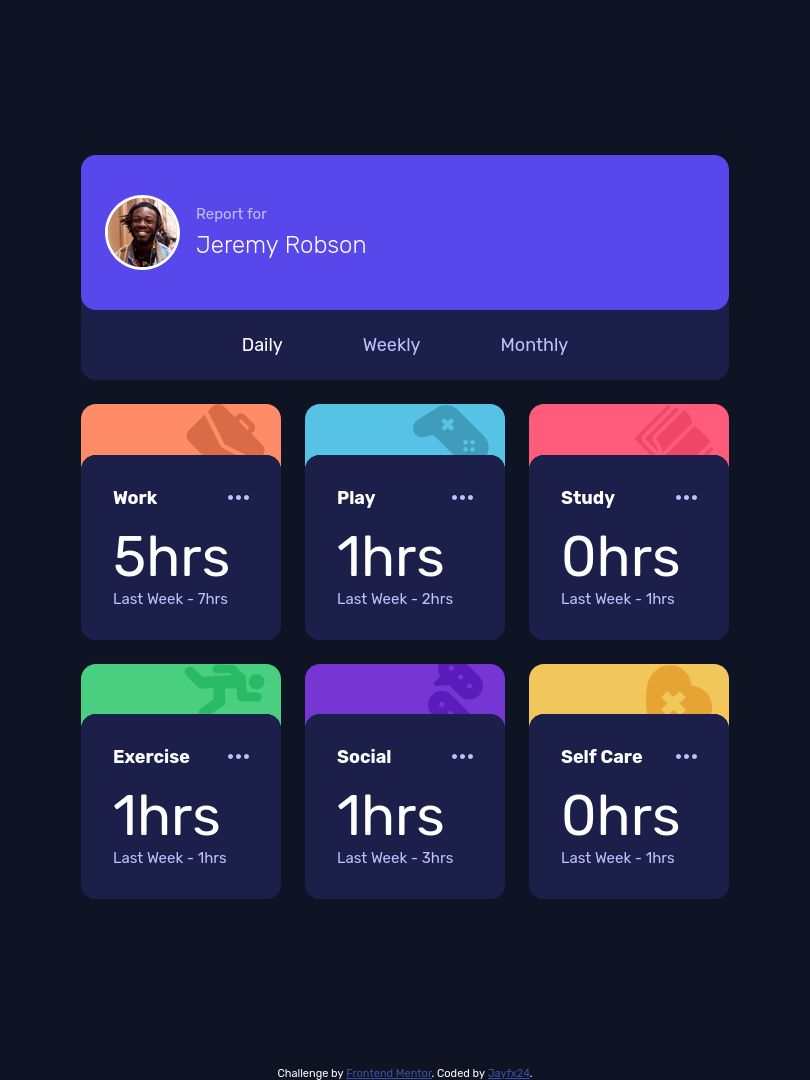 Report for
Jeremy Robson
Daily
Weekly
Monthly
Work
5hrs
Last Week - 7hrs
Play
1hrs
Last Week - 2hrs
Study
0hrs
Last Week - 1hrs
Exercise
1hrs
Last Week - 1hrs
Social
1hrs
Last Week - 3hrs
Self Care
0hrs
Last Week - 1hrs
Challenge by Frontend Mentor. Coded by Jayfx24.